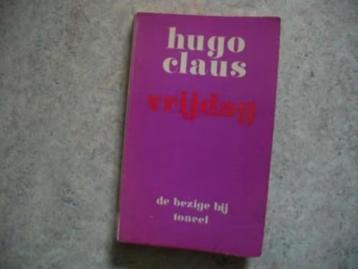 hugo
claus
vrijdag
de bezige bij
toneel